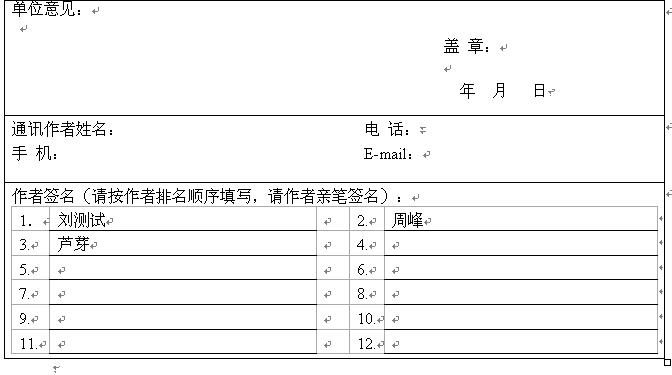 单位意见：
盖 章：
年 月 日
通讯作者姓名： 电 话：
手 机： E-mail：
作者签名（请按作者排名顺序填写，请作者亲笔签名）：
1. 刘测试 2. 周峰
3. 芦芽 4.
5. 6.
7. 8.
9. 10.
11. 12.